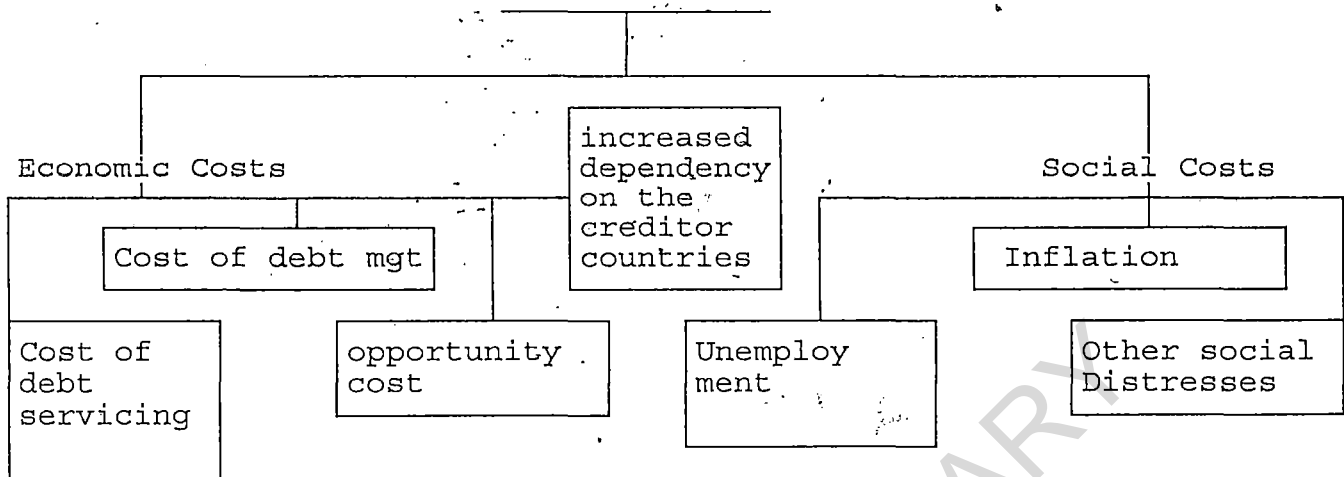 increased
dependency
on the
creditor
countries
Economic Costs
Social Costs
Cost of debt mgt
Inflation
Cost of
debt
servicing
opportunity
cost
Unemploy
ment
Other social
Distresses
ARY